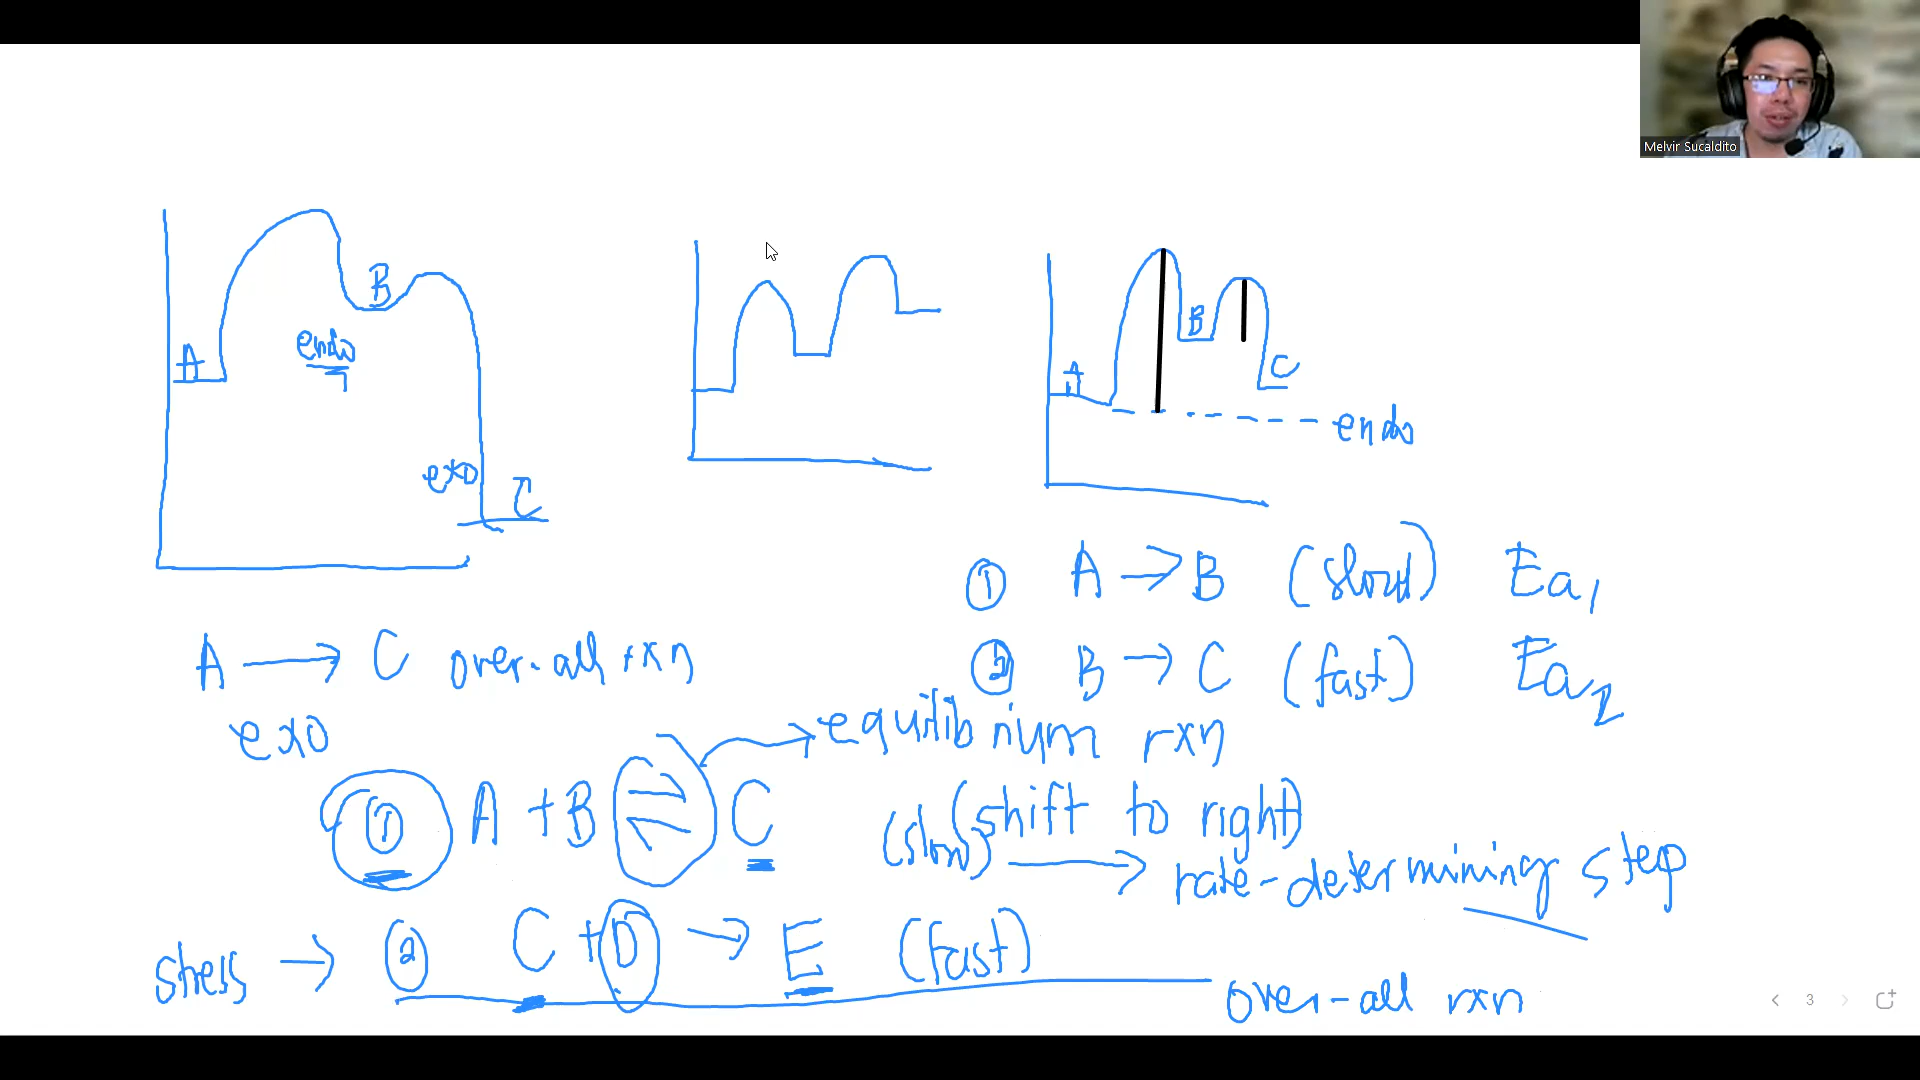 Melvir Sucaldito
A
endo
B
exo
C
A
B
C
endo
① A → B (slow) Ea1
② B → C (fast) Ea2
A → C over-all rxn
exo
equilibrium rxn
① A + B ⇌ C (shift to right)
(slow) → rate-determining step
stress → ② C + D → E (fast)
over-all rxn
3